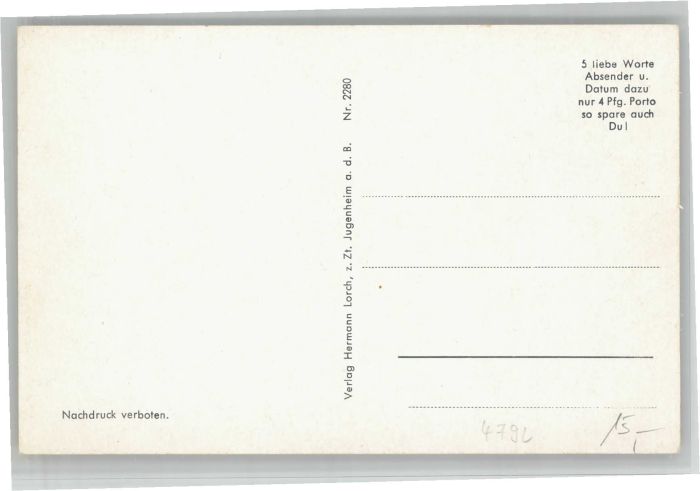 5 liebe Worte
Absender u.
Datum dazu
nur 4 Pfg. Porto
so spare auch
Du!
Verlag Hermann Lorch, z. Zt. Jugenheim a. d. B. Nr. 2280
Nachdruck verboten.
15,–